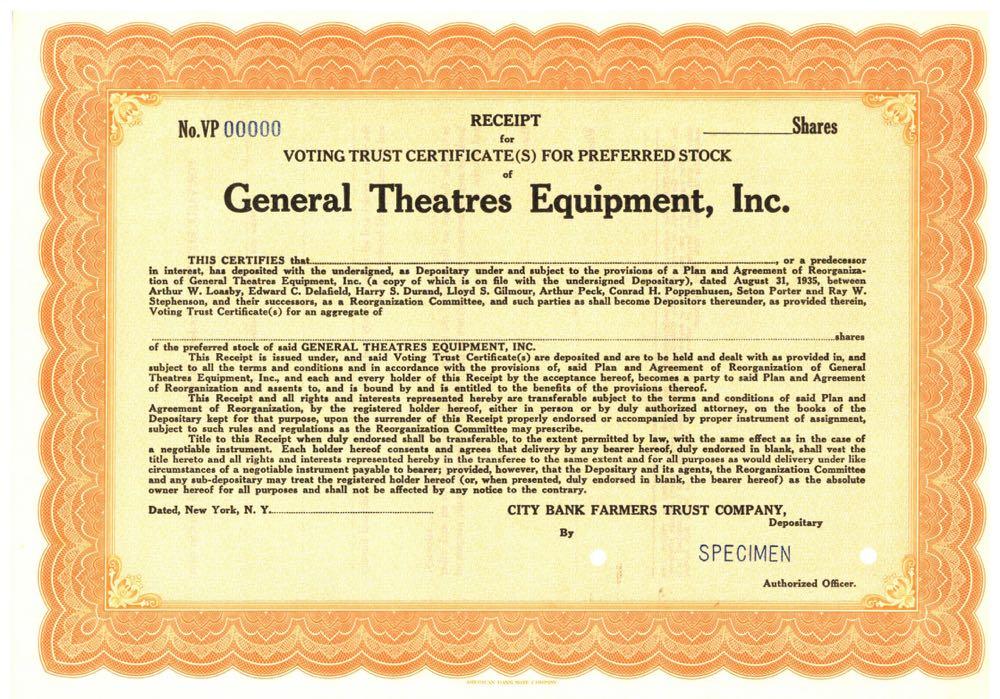 No. VP 00000
RECEIPT
Shares
for
VOTING TRUST CERTIFICATE(S) FOR PREFERRED STOCK
of
General Theatres Equipment, Inc.
THIS CERTIFIES that, or a predecessor
in interest, has deposited with the undersigned, as Depositary under and subject to the provisions of a Plan and Agreement of Reorganiza-
tion of General Theatres Equipment, Inc. (a copy of which is on file with the undersigned Depositary), dated August 31, 1935, between
Arthur W. Loasby, Edward C. Delafield, Harry S. Durand, Lloyd S. Gilmour, Arthur Peck, Conrad H. Poppenhusen, Seton Porter and Ray W.
Stephenson, and their successors, as a Reorganization Committee, and such parties as shall become Depositors thereunder, as provided therein,
Voting Trust Certificate(s) for an aggregate of
shares
of the preferred stock of said GENERAL THEATRES EQUIPMENT, INC.
This Receipt is issued under, and said Voting Trust Certificate(s) are deposited and are to be held and dealt with as provided in, and
subject to all the terms and conditions and in accordance with the provisions of, said Plan and Agreement of Reorganization of General
Theatres Equipment, Inc., and each and every holder of this Receipt by the acceptance hereof, becomes a party to said Plan and Agreement
of Reorganization and assents to, and is bound by and is entitled to the benefits of the provisions thereof.
This Receipt and all rights and interests represented hereby are transferable subject to the terms and conditions of said Plan and
Agreement of Reorganization, by the registered holder hereof, either in person or by duly authorized attorney, on the books of the
Depositary kept for that purpose, upon the surrender of this Receipt properly endorsed or accompanied by proper instrument of assignment,
subject to such rules and regulations as the Reorganization Committee may prescribe.
Title to this Receipt when duly endorsed shall be transferable, to the extent permitted by law, with the same effect as in the case of
a negotiable instrument. Each holder hereof consents and agrees that delivery by any bearer hereof, duly endorsed in blank, shall vest the
title hereto and all rights and interests represented hereby in the transferee to the same extent and for all purposes as would delivery under like
circumstances of a negotiable instrument payable to bearer; provided, however, that the Depositary and its agents, the Reorganization Committee
and any sub-depositary may treat the registered holder hereof (or, when presented, duly endorsed in blank, the bearer hereof) as the absolute
owner hereof for all purposes and shall not be affected by any notice to the contrary.
Dated, New York, N. Y.
CITY BANK FARMERS TRUST COMPANY,
Depositary
By
SPECIMEN
Authorized Officer.
AMERICAN BANK NOTE COMPANY